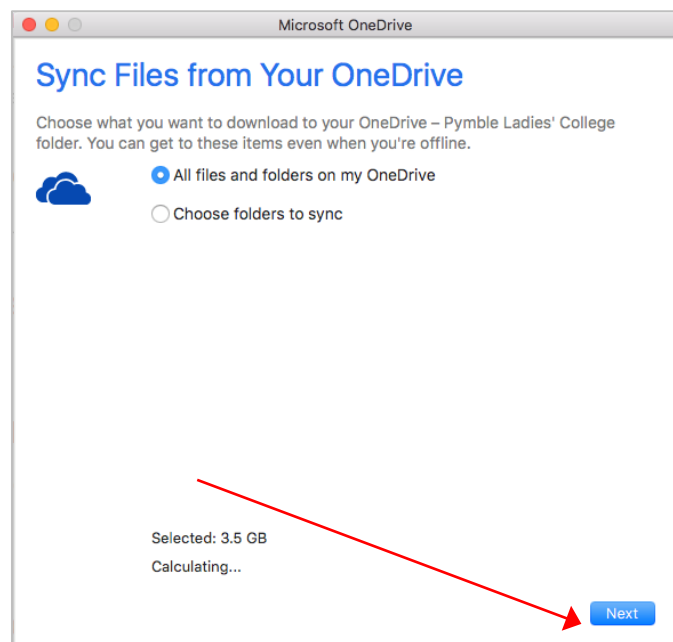 Microsoft OneDrive
Sync Files from Your OneDrive
Choose what you want to download to your OneDrive – Pymble Ladies' College
folder. You can get to these items even when you're offline.
All files and folders on my OneDrive
Choose folders to sync
Selected: 3.5 GB
Calculating...
Next